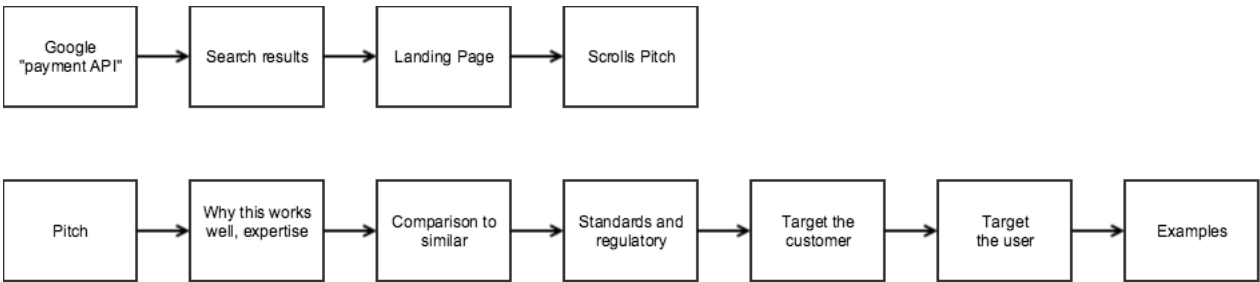 Google
"payment API"
Search results
Landing Page
Scrolls Pitch
Pitch
Why this works
well, expertise
Comparison to
similar
Standards and
regulatory
Target the
customer
Target
the user
Examples